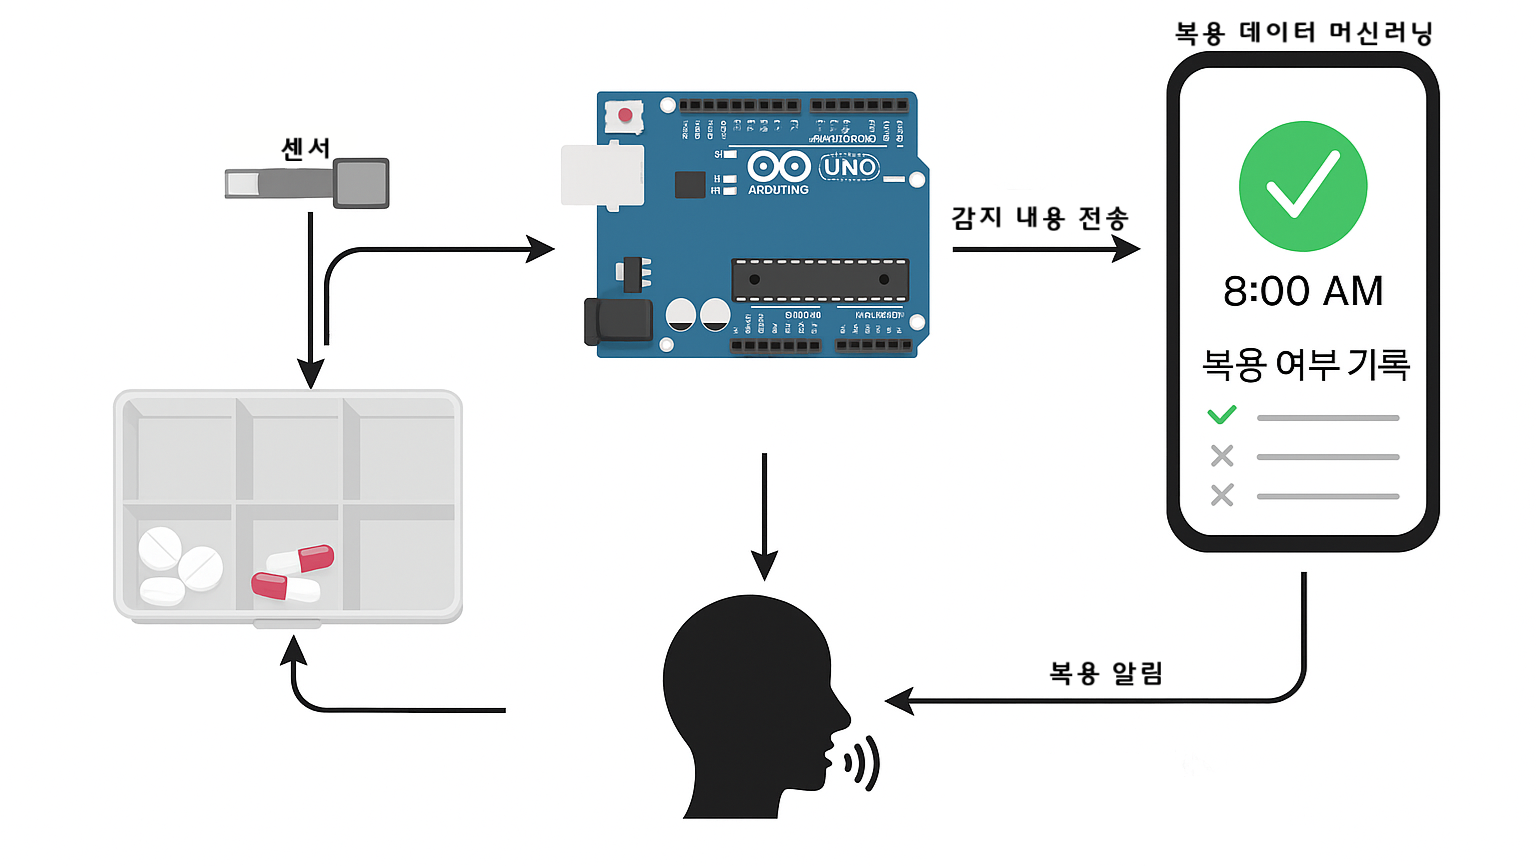 복용 데이터 머신러닝
센서
UNO
ARDUTING
감지 내용 전송
8:00 AM
복용 여부 기록
복용 알림